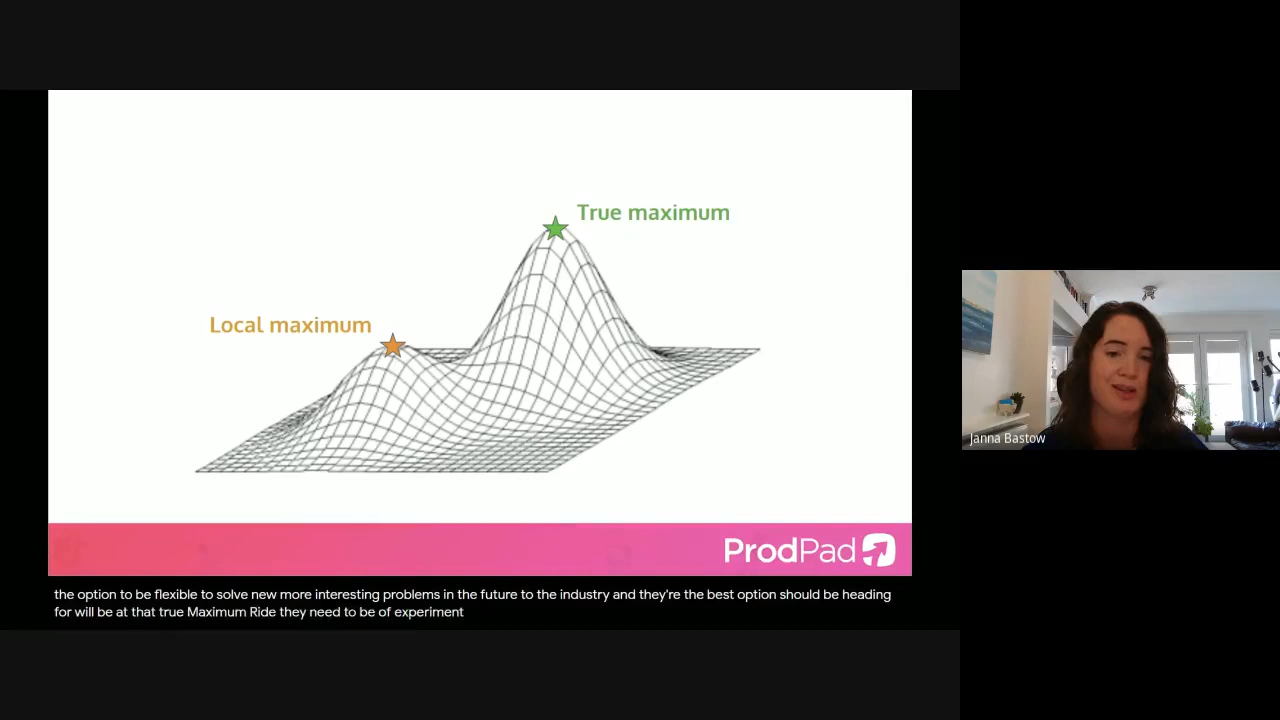 True maximum
Local maximum
ProdPad
Janna Bastow
the option to be flexible to solve new more interesting problems in the future to the industry and they're the best option should be heading
for will be at that true Maximum Ride they need to be of experiment